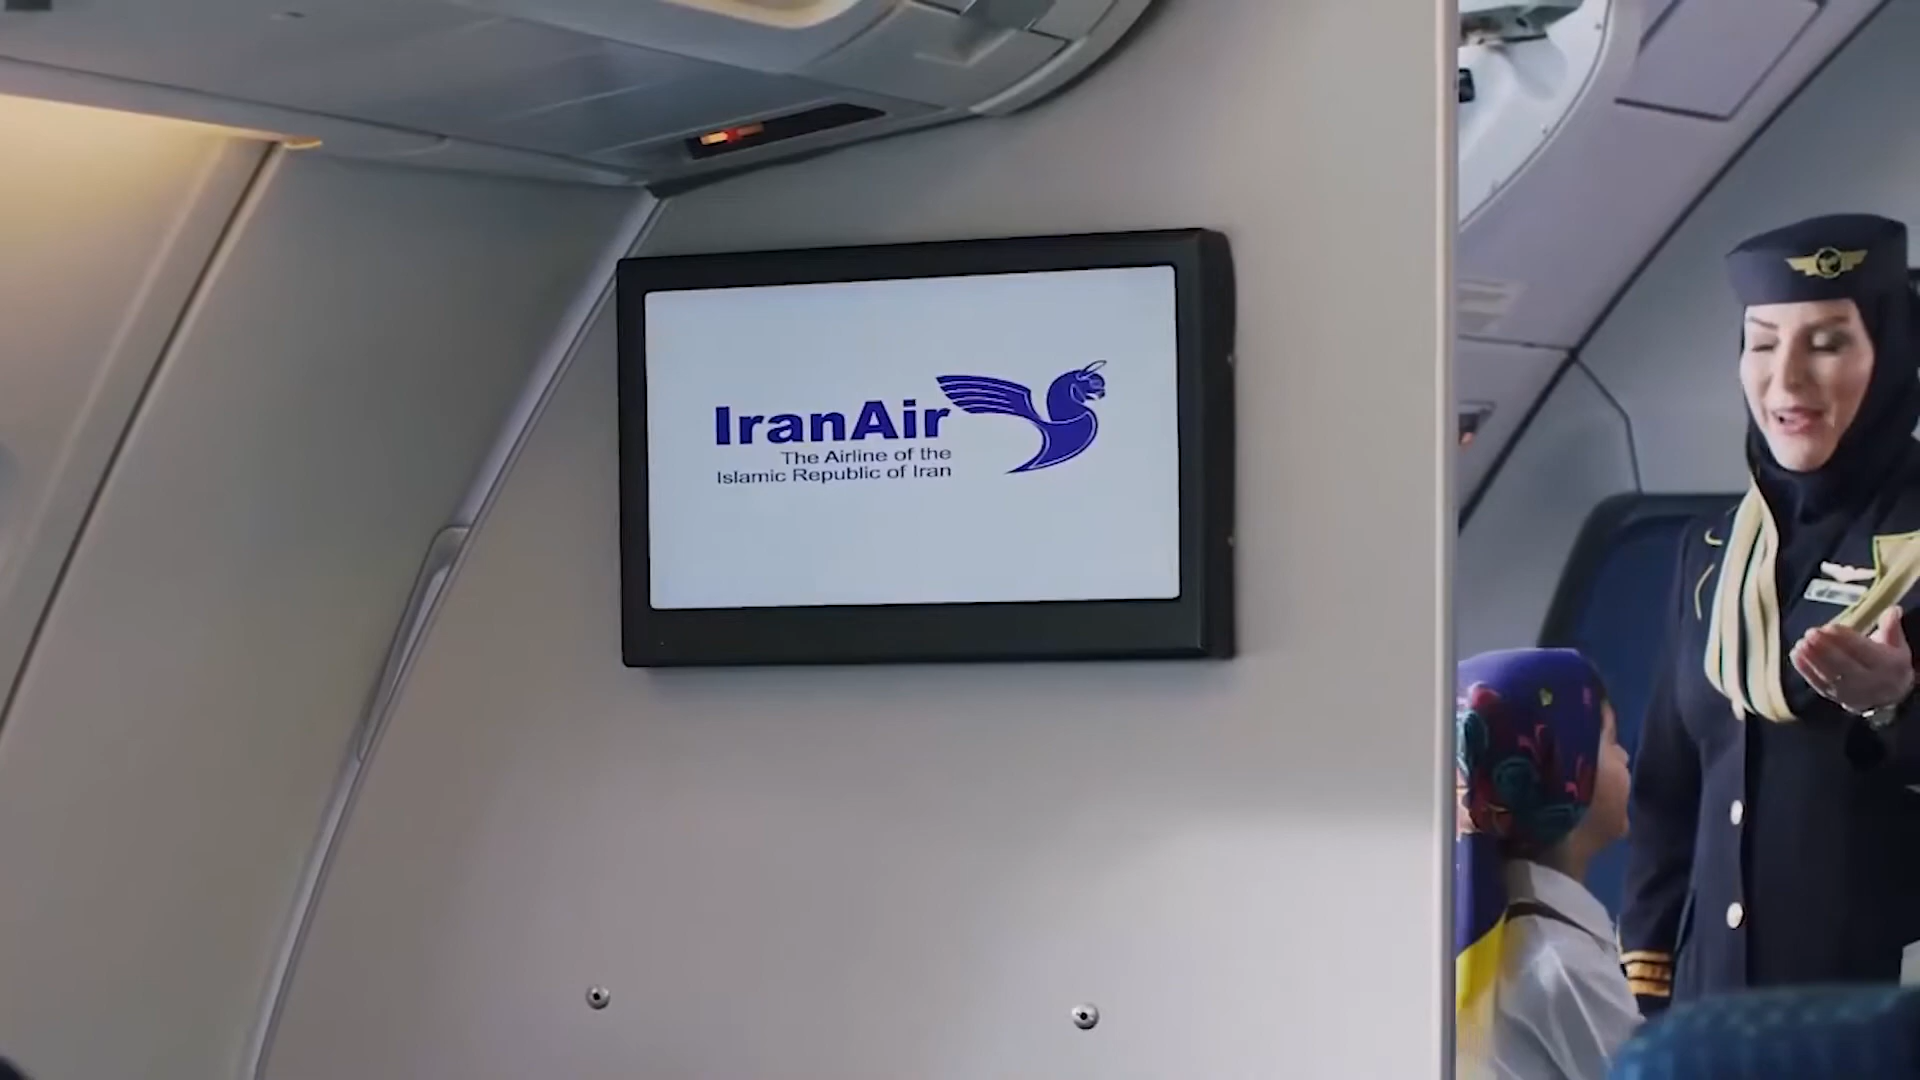 IranAir
The Airline of the
Islamic Republic of Iran